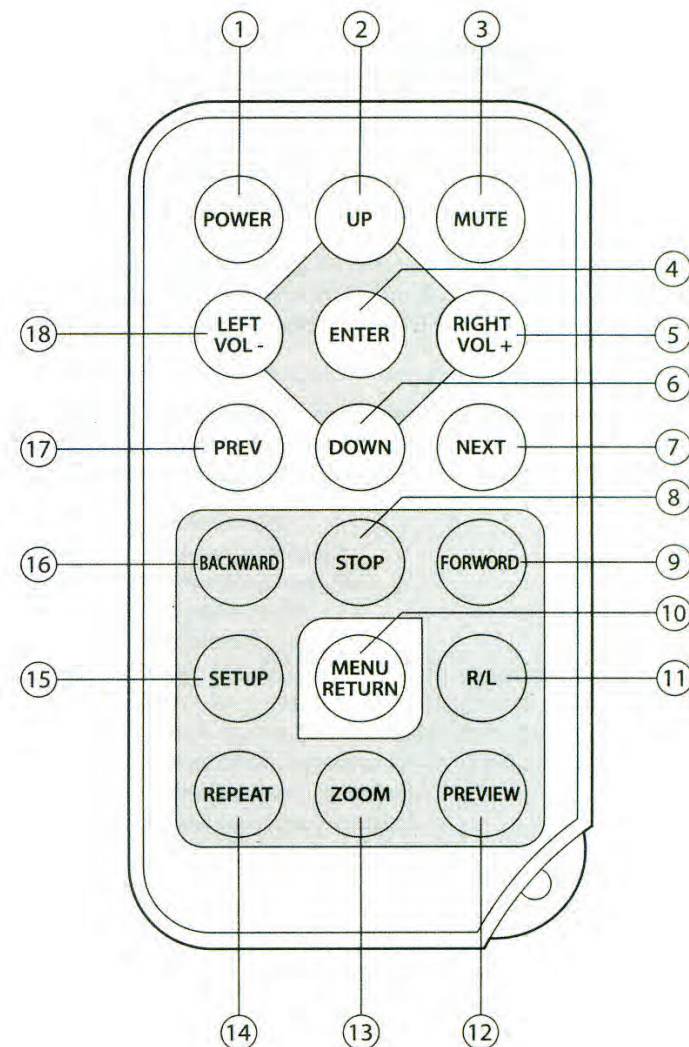 1 2 3
POWER UP MUTE
4
LEFT ENTER RIGHT
18 VOL - VOL + 5
6
17 PREV DOWN NEXT 7
8
16 BACKWARD STOP FORWORD 9
10
15 SETUP MENU R/L 11
RETURN
REPEAT ZOOM PREVIEW
14 13 12